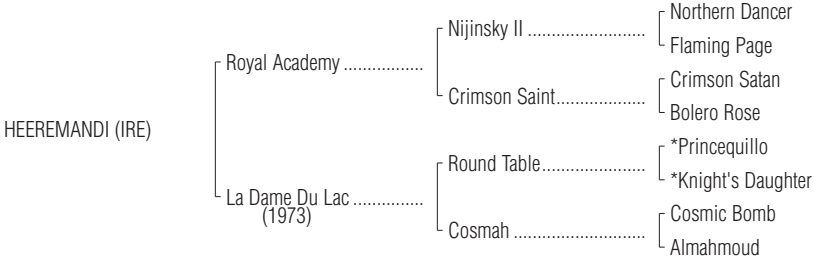 Northern Dancer
Nijinsky II ..........................
Flaming Page
Royal Academy .................
Crimson Satan
Crimson Saint....................
Bolero Rose
HEEREMANDI (IRE)
*Princequillo
Round Table.......................
*Knight's Daughter
La Dame Du Lac ...............
(1973)
Cosmic Bomb
Cosmah .............................
Almahmoud